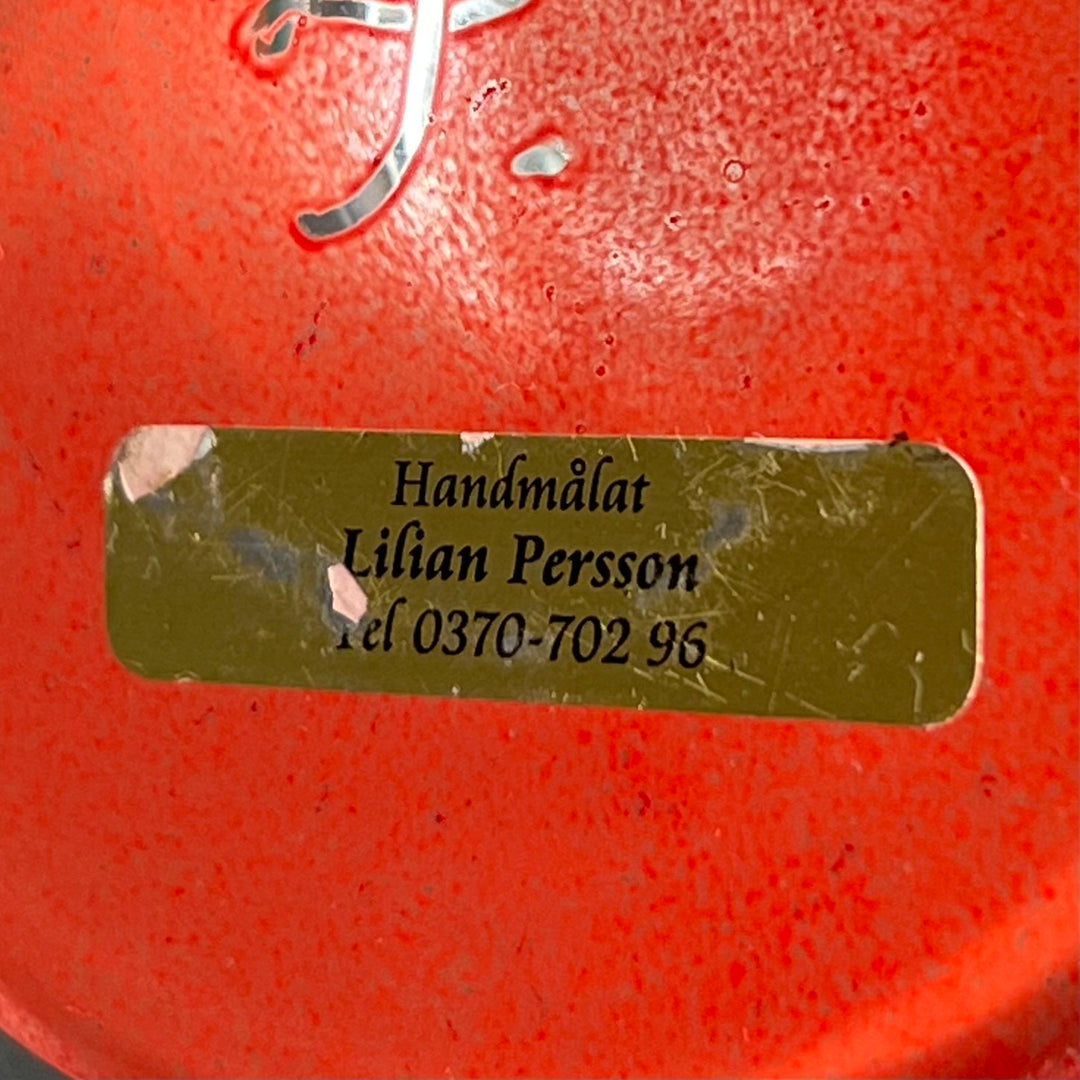 Handmålat
Lilian Persson
Tel 0370-702 96